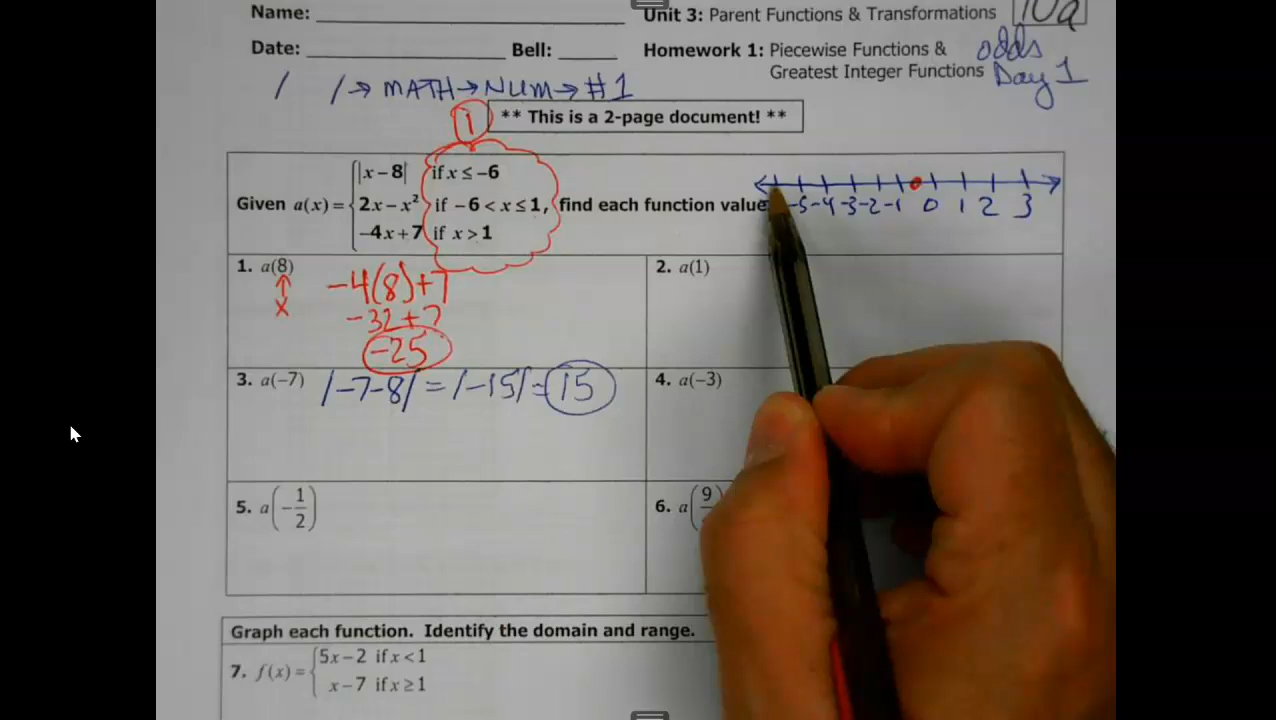 Name: ____________ Unit 3: Parent Functions & Transformations 10a
Date: ____________ Bell: ______ Homework 1: Piecewise Functions & odds
Greatest Integer Functions Day 1
/ /→ MATH→NUM→#1
1
** This is a 2-page document! **
|x − 8| if x ≤ −6
Given a(x) = { 2x − x² if −6 < x ≤ 1, find each function value
−4x + 7 if x > 1
-5 -4 -3 -2 -1 0 1 2 3
1. a(8) -4(8)+7
x -32+7
-25
2. a(1)
3. a(−7) |-7-8| = |-15| = 15
4. a(−3)
5. a(−1/2)
6. a(9
Graph each function. Identify the domain and range.
7. f(x) = { 5x − 2 if x < 1
x − 7 if x ≥ 1